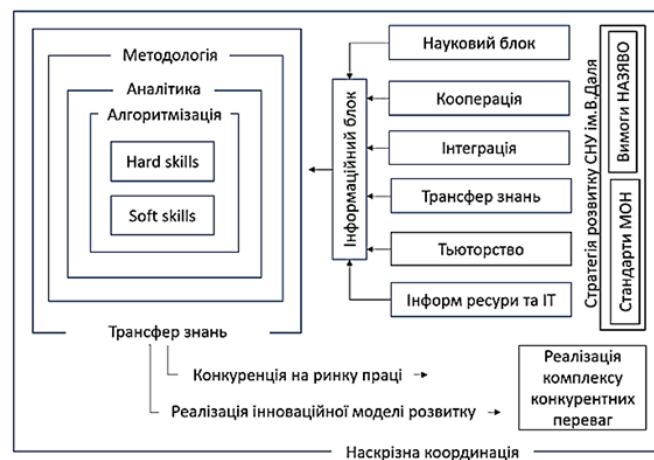 Методологія
Аналітика
Алгоритмізація
Hard skills
Soft skills
Трансфер знань
Інформаційний блок
Науковий блок
Кооперація
Інтеграція
Трансфер знань
Тьюторство
Інформ ресури та ІТ
Стратегія розвитку СНУ ім.В.Даля
Вимоги НАЗЯВО
Стандарти МОН
Конкуренція на ринку праці
Реалізація інноваційної моделі розвитку
Реалізація
комплексу
конкурентних
переваг
Наскрізна координація